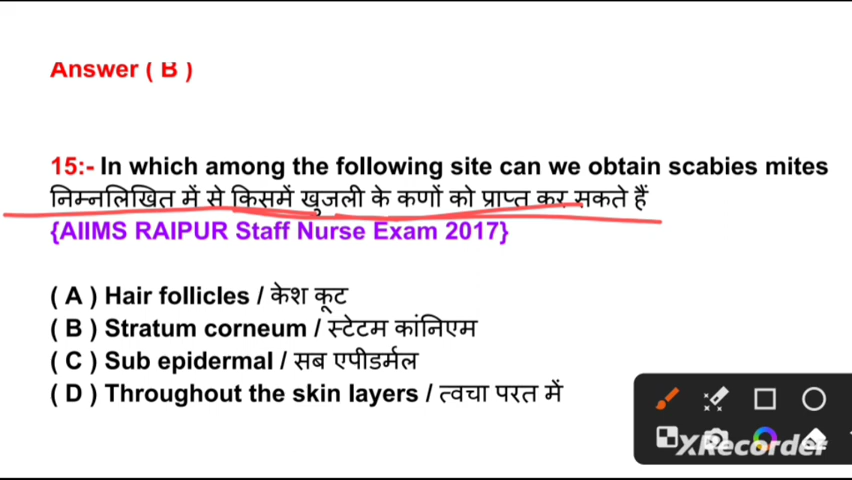 Answer ( B )
15:- In which among the following site can we obtain scabies mites
निम्नलिखित में से किसमें खुजली के कणों को प्राप्त कर सकते हैं
{AIIMS RAIPUR Staff Nurse Exam 2017}
( A ) Hair follicles / केश कूट
( B ) Stratum corneum / स्टेटम कांनिएम
( C ) Sub epidermal / सब एपीडर्मल
( D ) Throughout the skin layers / त्वचा परत में
XRecorder